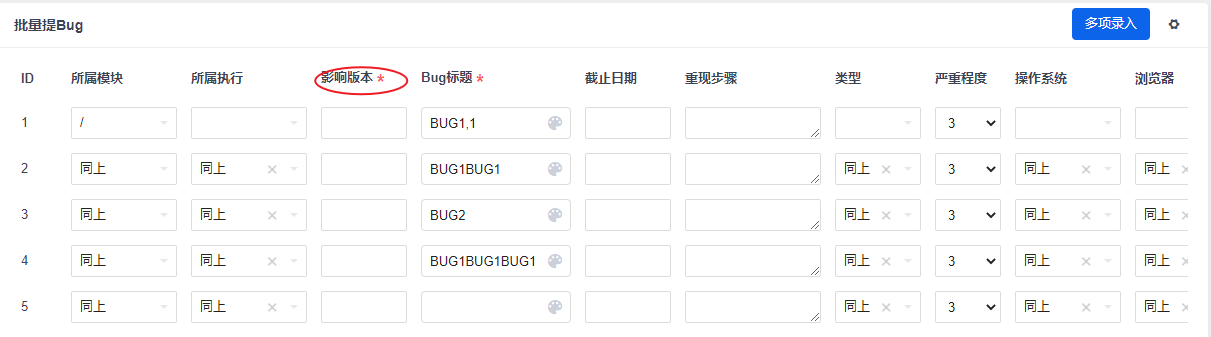 批量提Bug 多项录入
ID 所属模块 所属执行 影响版本 * Bug标题 * 截止日期 重现步骤 类型 严重程度 操作系统 浏览器
1 / BUG1,1 3
2 同上 同上 BUG1BUG1 同上 3 同上 同上
3 同上 同上 BUG2 同上 3 同上 同上
4 同上 同上 BUG1BUG1BUG1 同上 3 同上 同上
5 同上 同上 同上 3 同上 同上